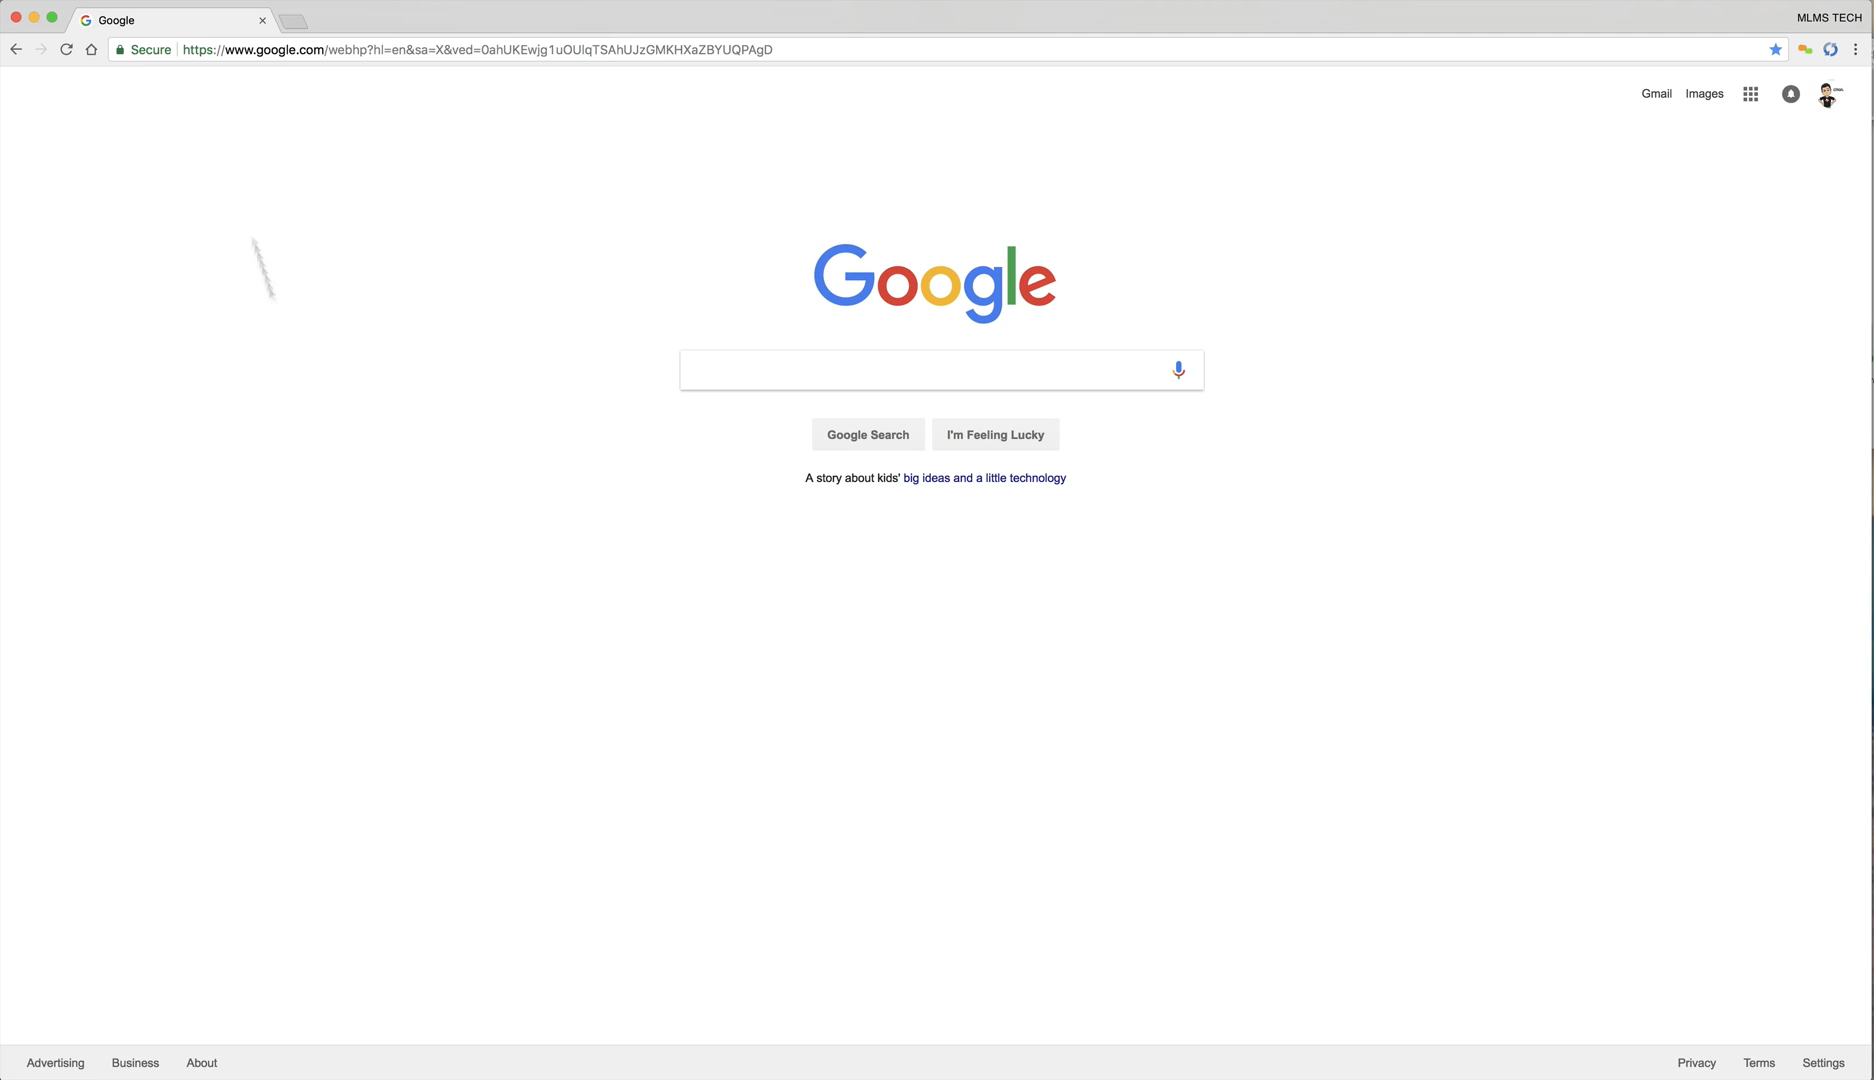 Google
MLMS TECH
Secure https://www.google.com/webhp?hl=en&sa=X&ved=0ahUKEwjg1uOUlqTSAhUJzGMKHXaZBYUQPAgD
Gmail Images
Google
Google Search I'm Feeling Lucky
A story about kids' big ideas and a little technology
Advertising Business About Privacy Terms Settings